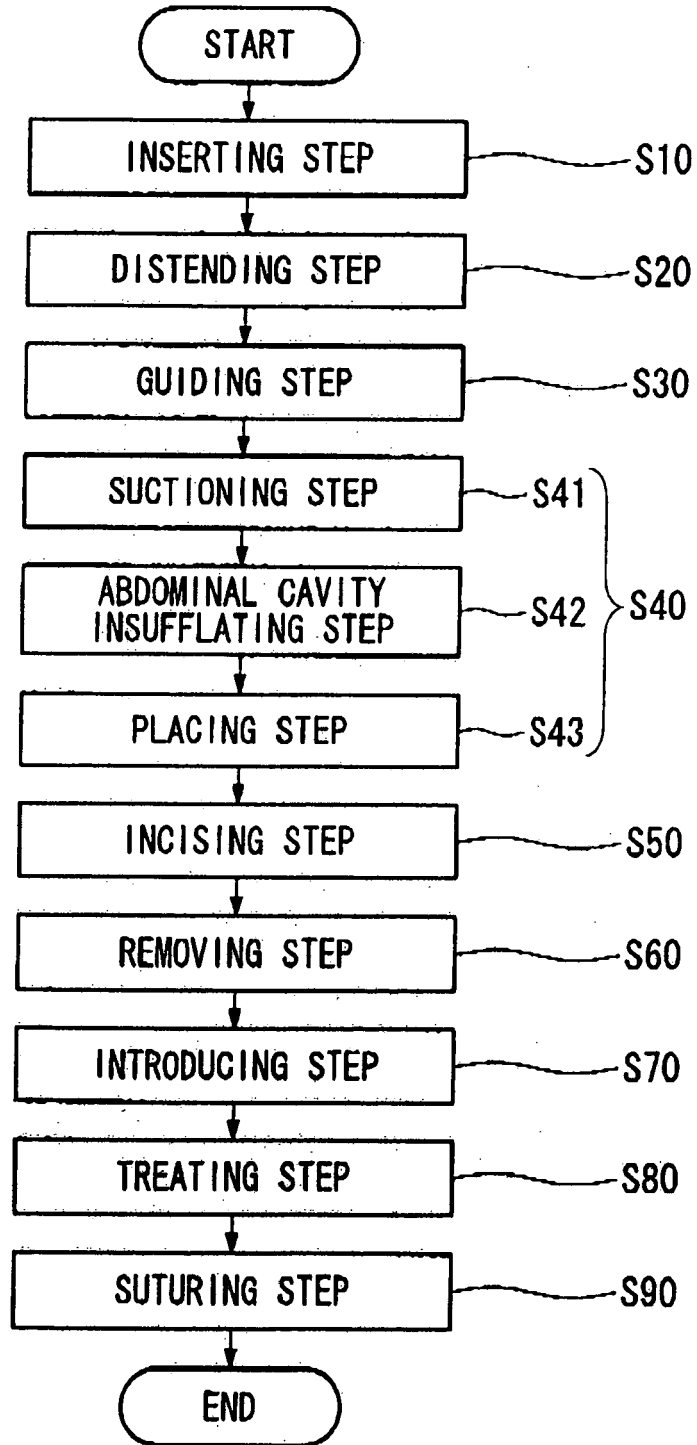 START
INSERTING STEP
S10
DISTENDING STEP
S20
GUIDING STEP
S30
SUCTIONING STEP
S41
ABDOMINAL CAVITY
INSUFFLATING STEP
S42
S40
PLACING STEP
S43
INCISING STEP
S50
REMOVING STEP
S60
INTRODUCING STEP
S70
TREATING STEP
S80
SUTURING STEP
S90
END